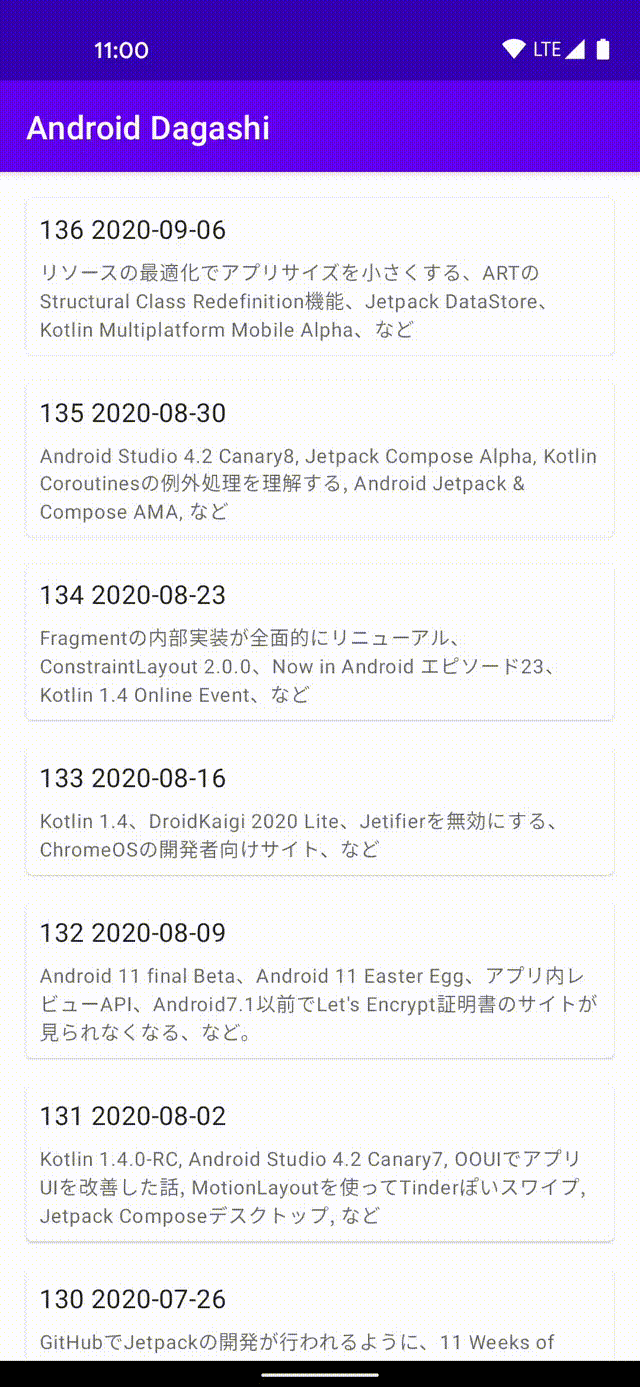 11:00
LTE
Android Dagashi
136 2020-09-06
リソースの最適化でアプリサイズを小さくする、ARTの
Structural Class Redefinition機能、Jetpack DataStore、
Kotlin Multiplatform Mobile Alpha、など
135 2020-08-30
Android Studio 4.2 Canary8, Jetpack Compose Alpha, Kotlin
Coroutinesの例外処理を理解する, Android Jetpack &
Compose AMA, など
134 2020-08-23
Fragmentの内部実装が全面的にリニューアル、
ConstraintLayout 2.0.0、Now in Android エピソード23、
Kotlin 1.4 Online Event、など
133 2020-08-16
Kotlin 1.4、DroidKaigi 2020 Lite、Jetifierを無効にする、
ChromeOSの開発者向けサイト、など
132 2020-08-09
Android 11 final Beta、Android 11 Easter Egg、アプリ内レ
ビューAPI、Android7.1以前でLet's Encrypt証明書のサイトが
見られなくなる、など。
131 2020-08-02
Kotlin 1.4.0-RC, Android Studio 4.2 Canary7, OOUIでアプリ
UIを改善した話, MotionLayoutを使ってTinderぽいスワイプ,
Jetpack Composeデスクトップ, など
130 2020-07-26
GitHubでJetpackの開発が行われるように、11 Weeks of